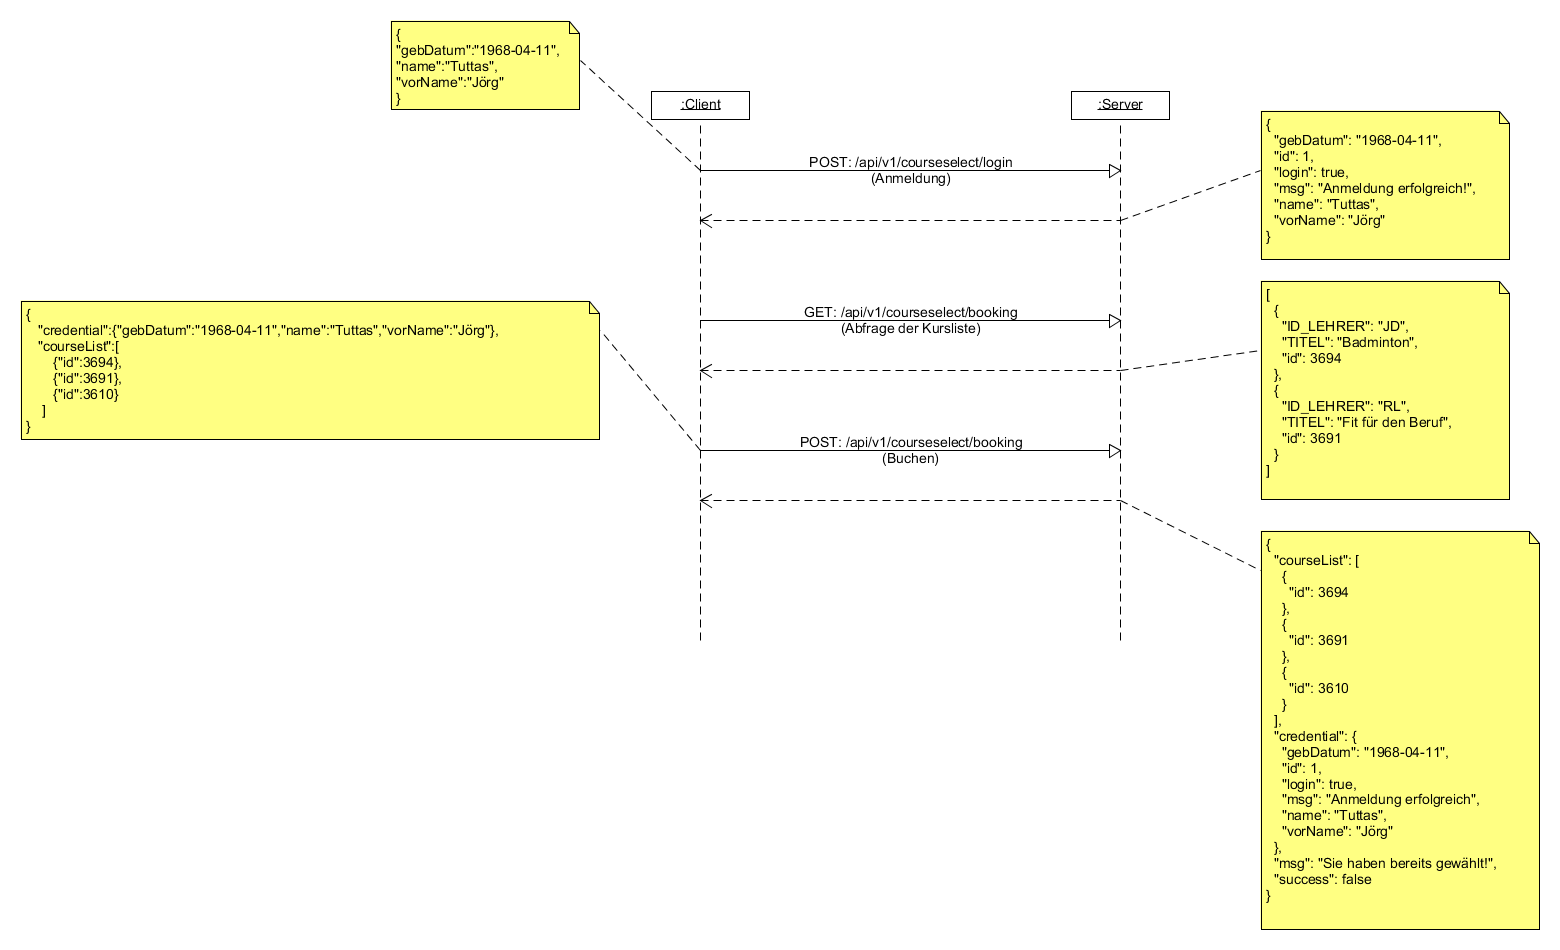 {
"gebDatum":"1968-04-11",
"name":"Tuttas",
"vorName":"Jörg"
}
:Client
:Server
POST: /api/v1/courseselect/login
(Anmeldung)
{
"gebDatum": "1968-04-11",
"id": 1,
"login": true,
"msg": "Anmeldung erfolgreich!",
"name": "Tuttas",
"vorName": "Jörg"
}
GET: /api/v1/courseselect/booking
(Abfrage der Kursliste)
[
{
"ID_LEHRER": "JD",
"TITEL": "Badminton",
"id": 3694
},
{
"ID_LEHRER": "RL",
"TITEL": "Fit für den Beruf",
"id": 3691
}
]
{
"credential":{"gebDatum":"1968-04-11","name":"Tuttas","vorName":"Jörg"},
"courseList":[
{"id":3694},
{"id":3691},
{"id":3610}
]
}
POST: /api/v1/courseselect/booking
(Buchen)
{
"courseList": [
{
"id": 3694
},
{
"id": 3691
},
{
"id": 3610
}
],
"credential": {
"gebDatum": "1968-04-11",
"id": 1,
"login": true,
"msg": "Anmeldung erfolgreich",
"name": "Tuttas",
"vorName": "Jörg"
},
"msg": "Sie haben bereits gewählt!",
"success": false
}